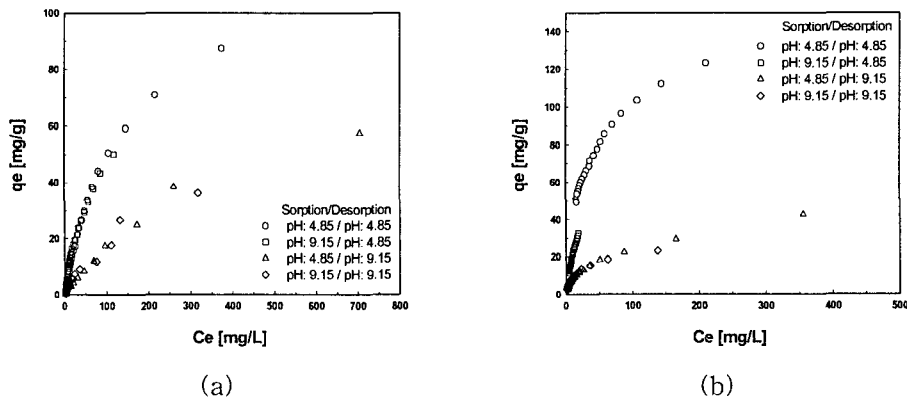 100
80
60
40
20
0
qe [mg/g]
0 100 200 300 400 500 600 700 800
Ce [mg/L]
Sorption/Desorption
pH: 4.85 / pH: 4.85
pH: 9.15 / pH: 4.85
pH: 4.85 / pH: 9.15
pH: 9.15 / pH: 9.15
(a)
140
120
100
80
60
40
20
0
qe [mg/g]
0 100 200 300 400 500
Ce [mg/L]
Sorption/Desorption
pH: 4.85 / pH: 4.85
pH: 9.15 / pH: 4.85
pH: 4.85 / pH: 9.15
pH: 9.15 / pH: 9.15
(b)